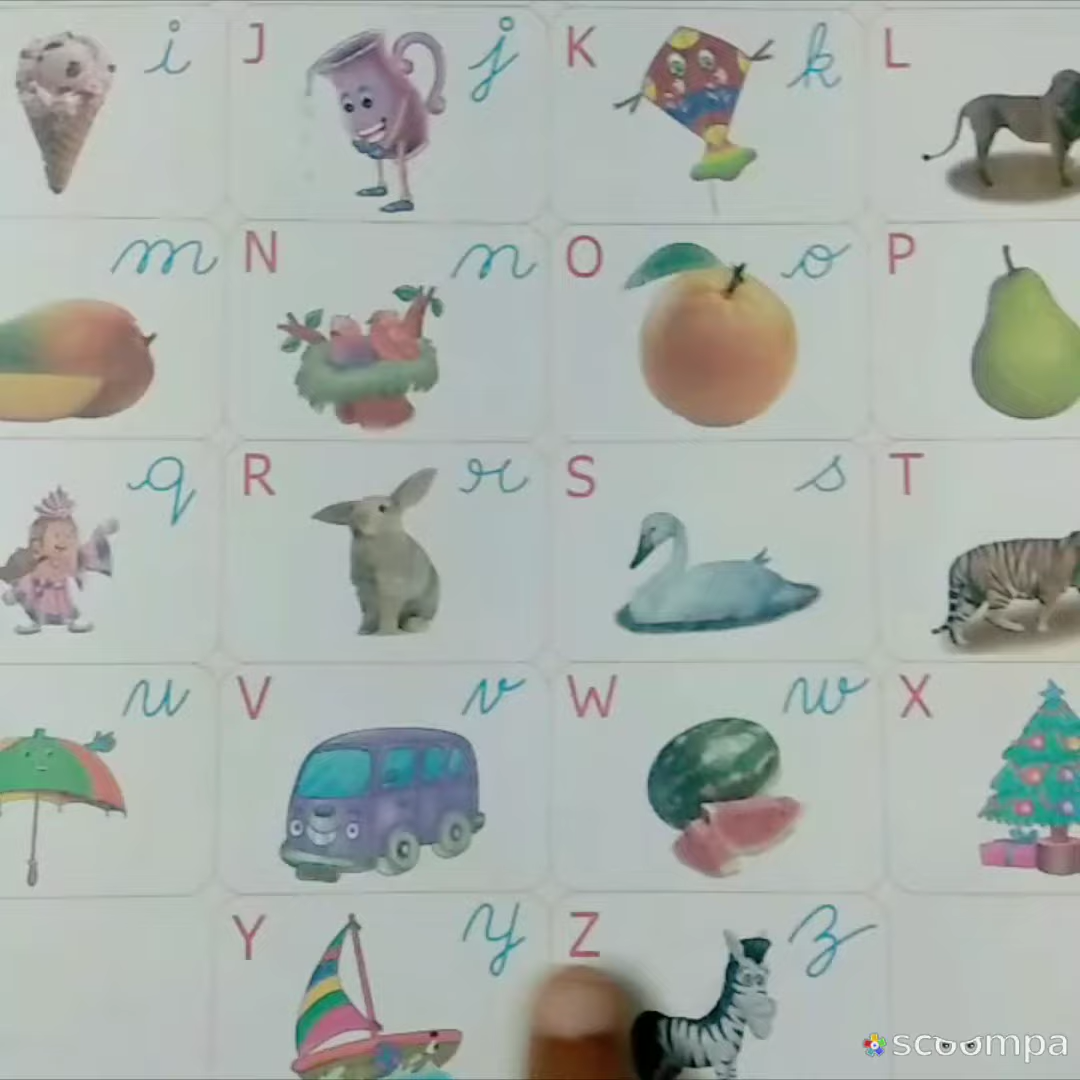 i J j K k L
m N n O o P
q R r S s T
u V v W w X
Y y Z z
scoompa